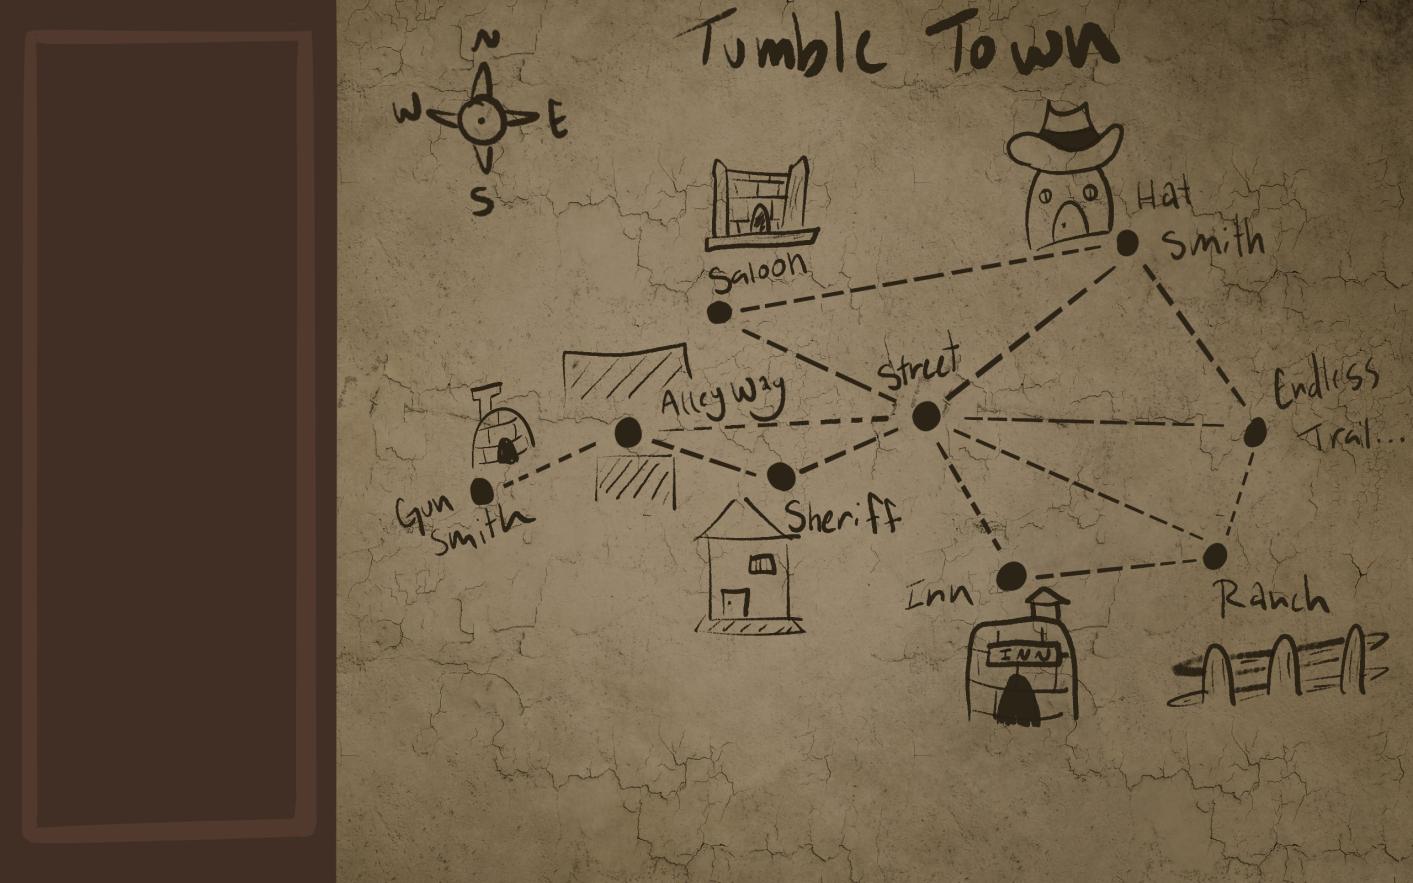 Tumble Town
N
W E
S
Hat
Smith
Saloon
Street
Endless
Trail...
Alley Way
Gun
Smith
Sheriff
Inn
Ranch
INN